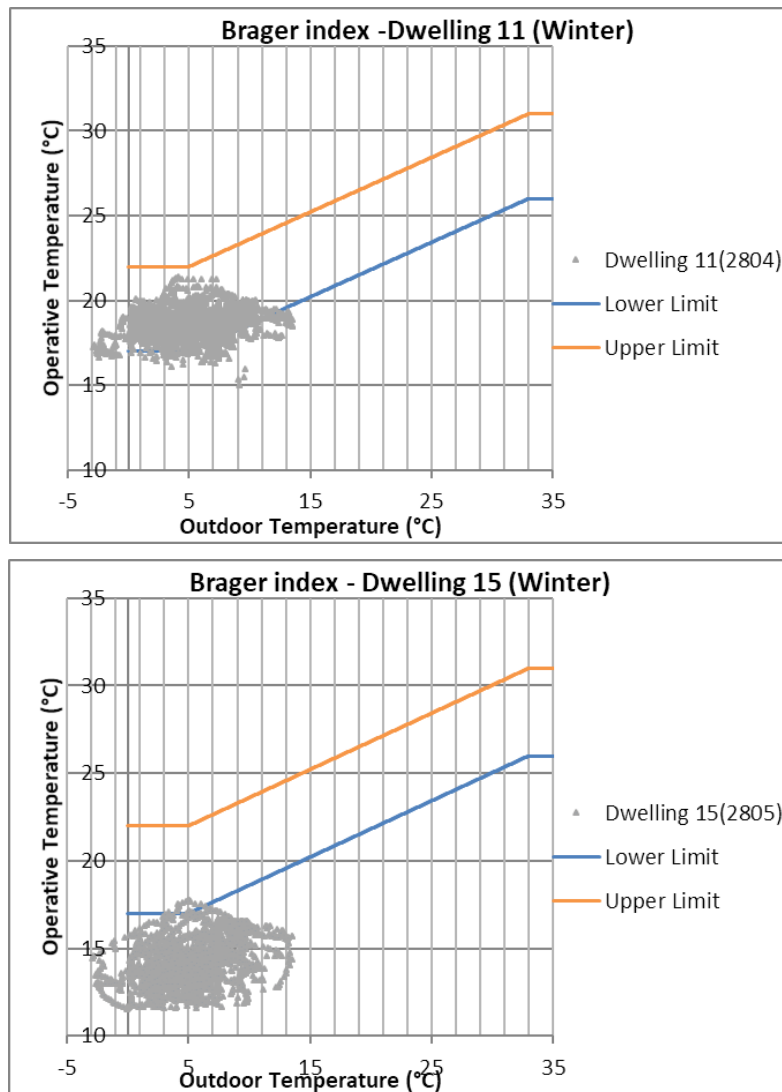 Brager index -Dwelling 11 (Winter)
35
30
25
20
15
10
-5 5 15 25 35
Operative Temperature (°C)
Outdoor Temperature (°C)
Dwelling 11(2804)
Lower Limit
Upper Limit
Brager index - Dwelling 15 (Winter)
35
30
25
20
15
10
-5 5 15 25 35
Operative Temperature (°C)
Outdoor Temperature (°C)
Dwelling 15(2805)
Lower Limit
Upper Limit